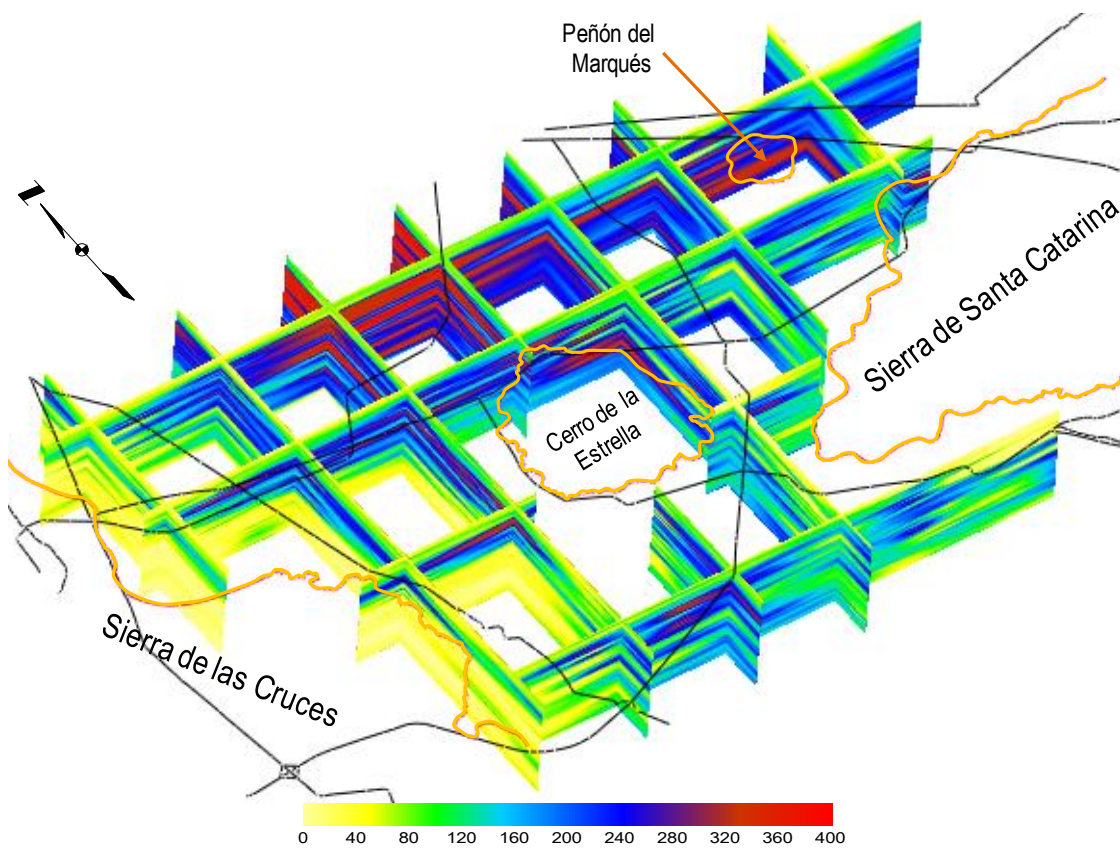 Peñón del
Marqués
Sierra de Santa Catarina
Cerro de la
Estrella
Sierra de las Cruces
0 40 80 120 160 200 240 280 320 360 400